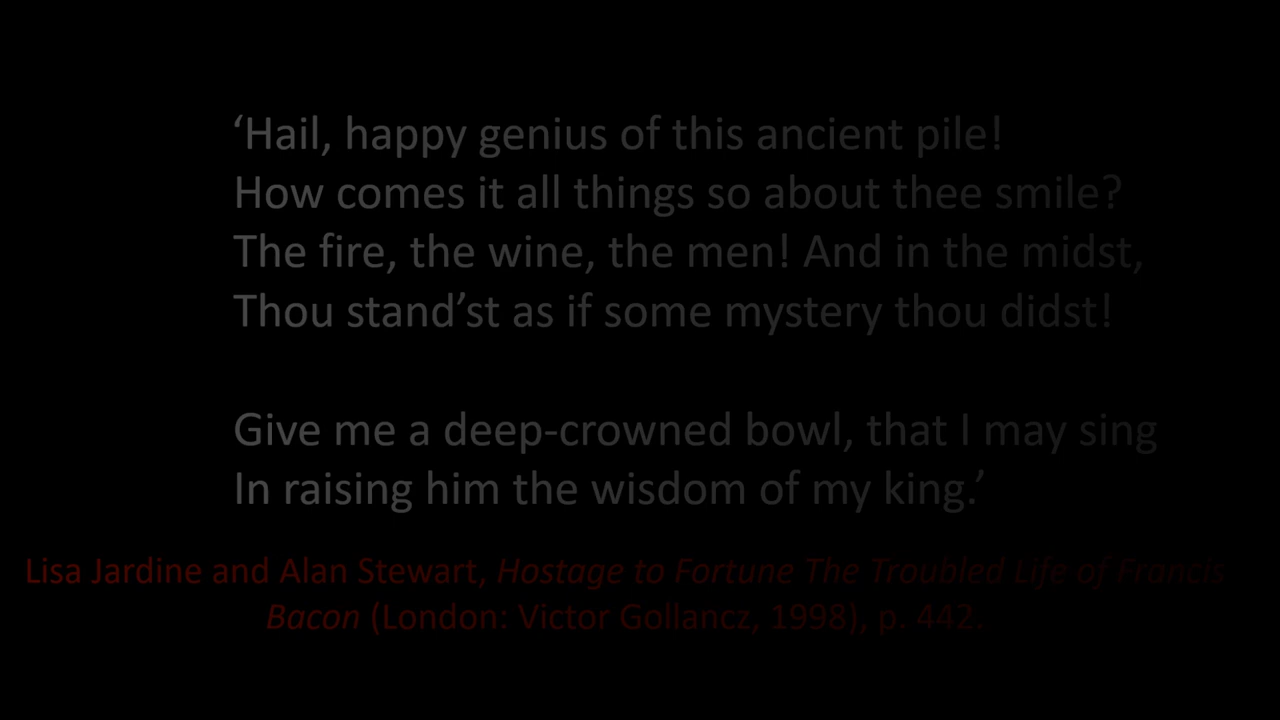 ‘Hail, happy genius of this ancient pile!
How comes it all things so about thee smile?
The fire, the wine, the men! And in the midst,
Thou stand’st as if some mystery thou didst!
Give me a deep-crowned bowl, that I may sing
In raising him the wisdom of my king.’
Lisa Jardine and Alan Stewart, Hostage to Fortune The Troubled Life of Francis
Bacon (London: Victor Gollancz, 1998), p. 442.